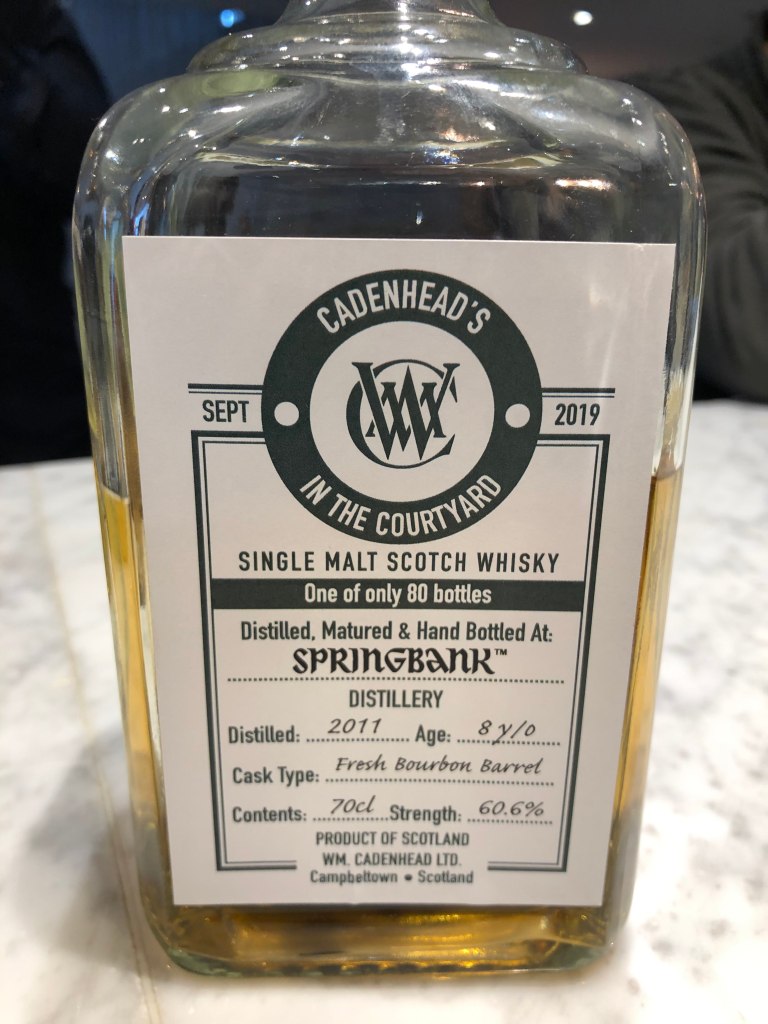 CADENHEAD'S
WMC
SEPT 2019
IN THE COURTYARD
SINGLE MALT SCOTCH WHISKY
One of only 80 bottles
Distilled, Matured & Hand Bottled At:
SPRINGBANK™
DISTILLERY
Distilled: 2011 Age: 8 y/o
Cask Type: Fresh Bourbon Barrel
Contents: 70cl Strength: 60.6%
PRODUCT OF SCOTLAND
WM. CADENHEAD LTD.
Campbeltown • Scotland